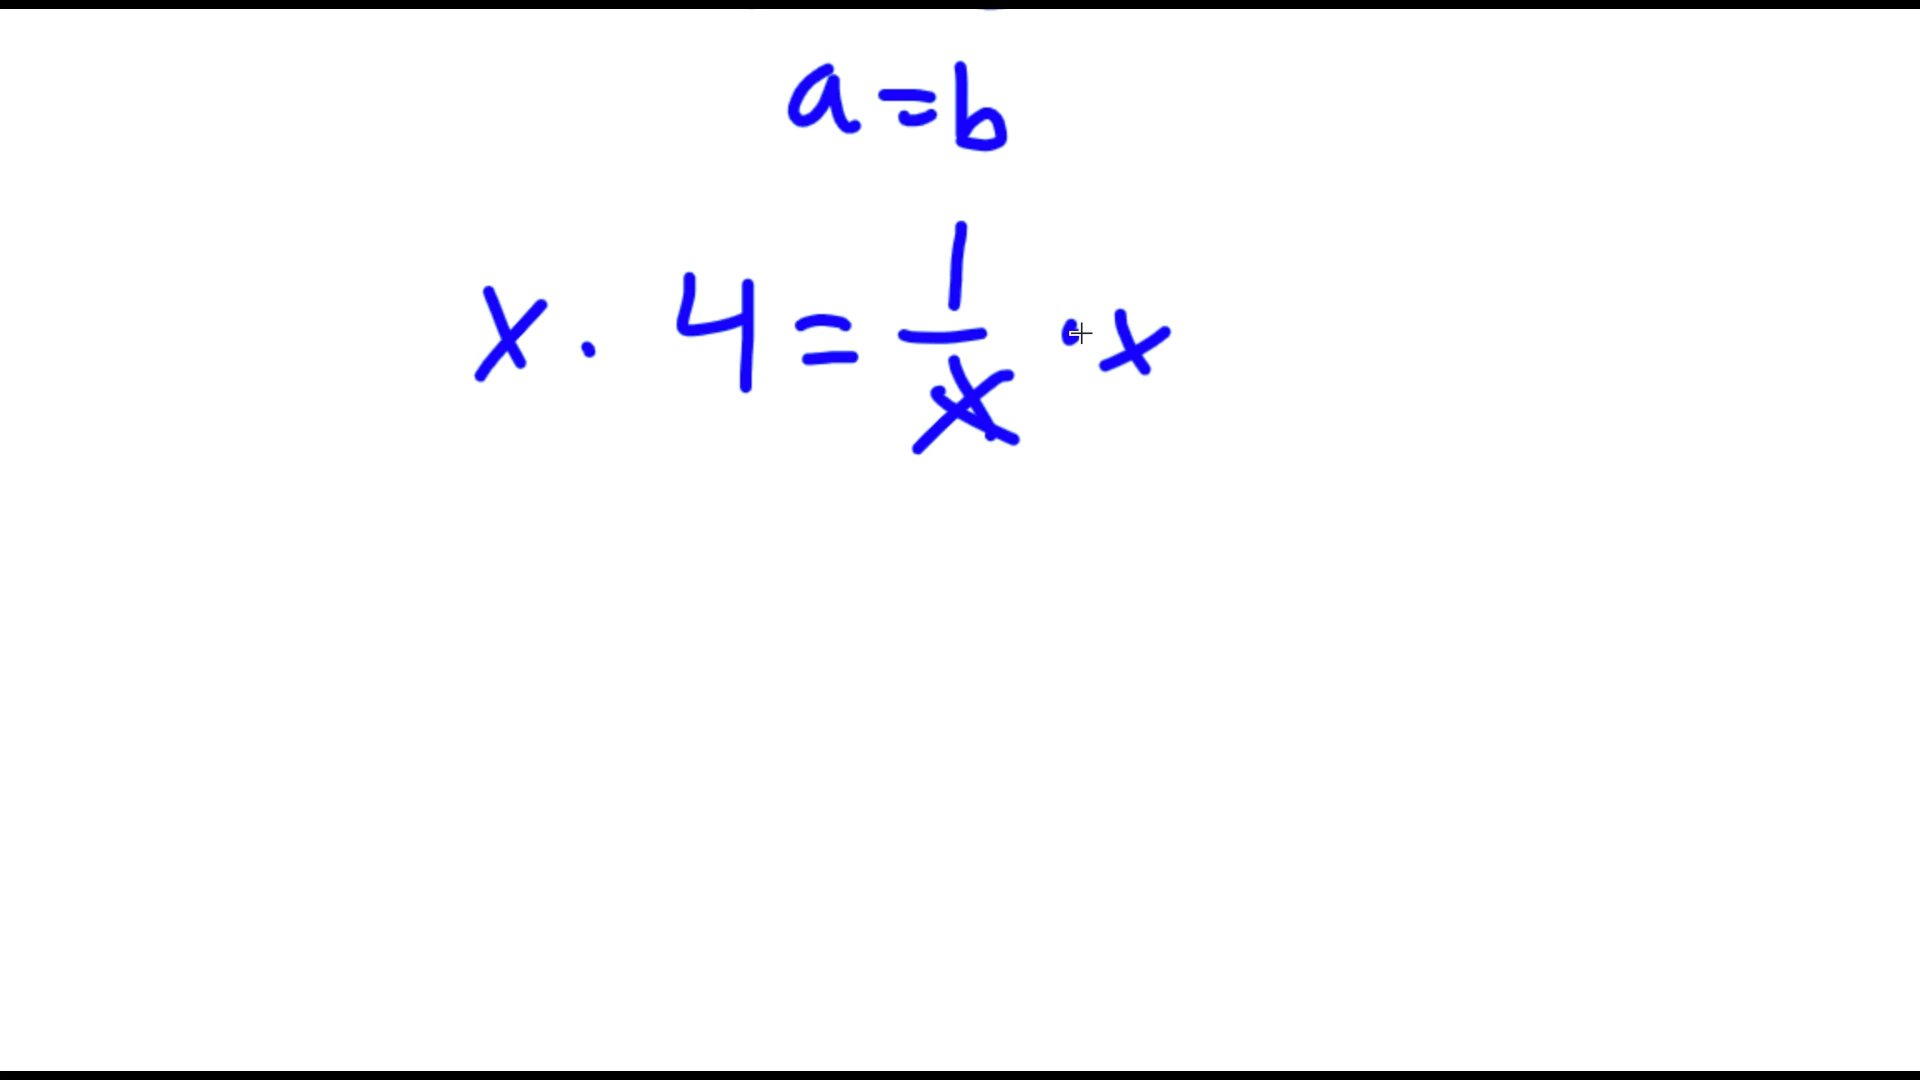 a = b
x · 4 = 1/x · x